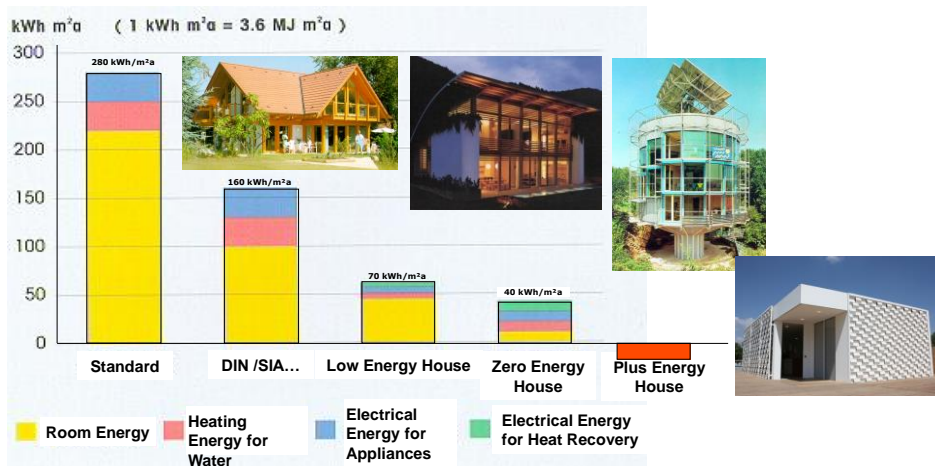 kWh m²a ( 1 kWh m²a = 3.6 MJ m²a )
300
280 kWh/m²a
250
200
160 kWh/m²a
150
100
70 kWh/m²a
50
40 kWh/m²a
0
Standard
DIN /SIA…
Low Energy House
Zero Energy
House
Plus Energy
House
Room Energy
Heating
Energy for
Water
Electrical
Energy for
Appliances
Electrical Energy
for Heat Recovery